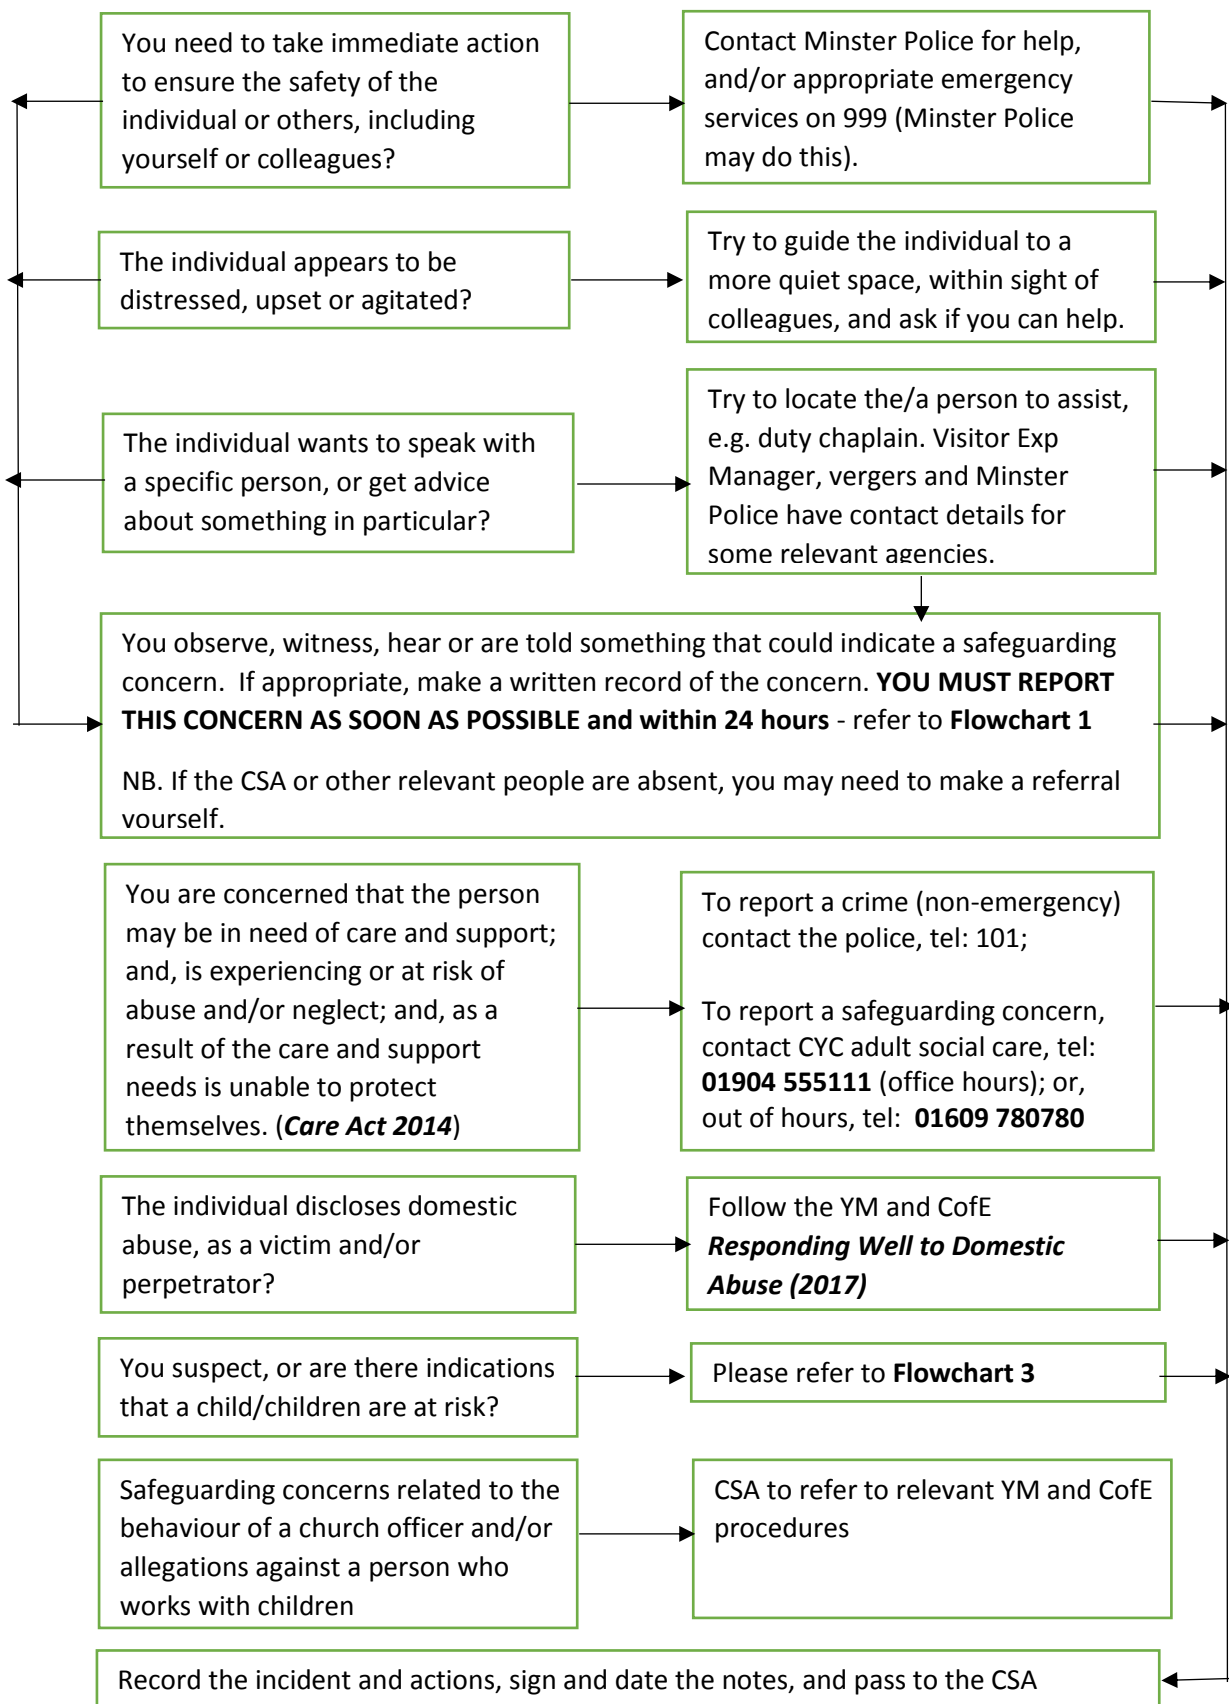 You need to take immediate action
to ensure the safety of the
individual or others, including
yourself or colleagues?
Contact Minster Police for help,
and/or appropriate emergency
services on 999 (Minster Police
may do this).
The individual appears to be
distressed, upset or agitated?
Try to guide the individual to a
more quiet space, within sight of
colleagues, and ask if you can help.
The individual wants to speak with
a specific person, or get advice
about something in particular?
Try to locate the/a person to assist,
e.g. duty chaplain. Visitor Exp
Manager, vergers and Minster
Police have contact details for
some relevant agencies.
You observe, witness, hear or are told something that could indicate a safeguarding
concern.  If appropriate, make a written record of the concern. YOU MUST REPORT
THIS CONCERN AS SOON AS POSSIBLE and within 24 hours - refer to Flowchart 1
NB. If the CSA or other relevant people are absent, you may need to make a referral
yourself.
You are concerned that the person
may be in need of care and support;
and, is experiencing or at risk of
abuse and/or neglect; and, as a
result of the care and support
needs is unable to protect
themselves. (Care Act 2014)
To report a crime (non-emergency)
contact the police, tel: 101;
To report a safeguarding concern,
contact CYC adult social care, tel:
01904 555111 (office hours); or,
out of hours, tel:  01609 780780
The individual discloses domestic
abuse, as a victim and/or
perpetrator?
Follow the YM and CofE
Responding Well to Domestic
Abuse (2017)
You suspect, or are there indications
that a child/children are at risk?
Please refer to Flowchart 3
Safeguarding concerns related to the
behaviour of a church officer and/or
allegations against a person who
works with children
CSA to refer to relevant YM and CofE
procedures
Record the incident and actions, sign and date the notes, and pass to the CSA